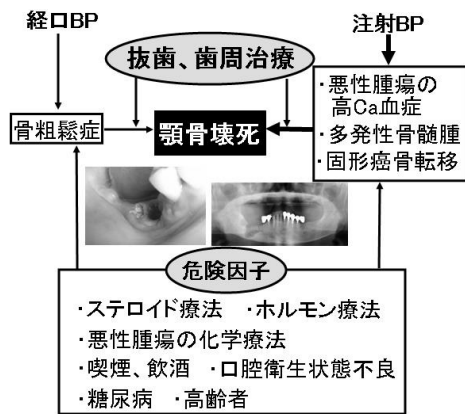 経口BP
注射BP
抜歯、歯周治療
骨粗鬆症
顎骨壊死
・悪性腫瘍の
高Ca血症
・多発性骨髄腫
・固形癌骨転移
危険因子
・ステロイド療法 ・ホルモン療法
・悪性腫瘍の化学療法
・喫煙、飲酒 ・口腔衛生状態不良
・糖尿病 ・高齢者